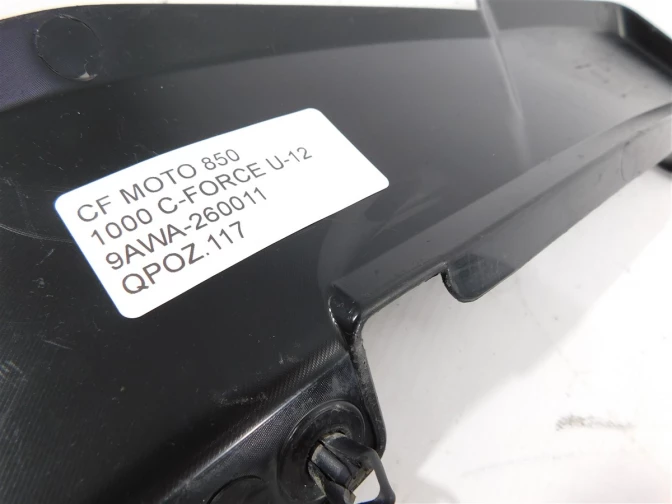 CF MOTO 850
1000 C-FORCE U-12
9AWA-260011
QPOZ.117